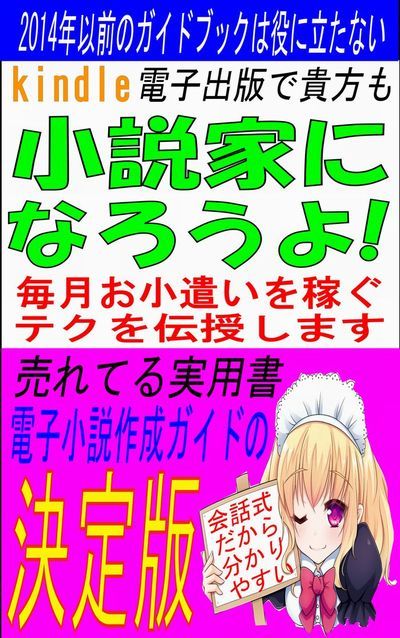 2014年以前のガイドブックは役に立たない
kindle電子出版で貴方も
小説家に
なろうよ!
毎月お小遣いを稼ぐ
テクを伝授します
売れてる実用書
電子小説作成ガイドの
決定版
会話式
だから
分かり
やすい